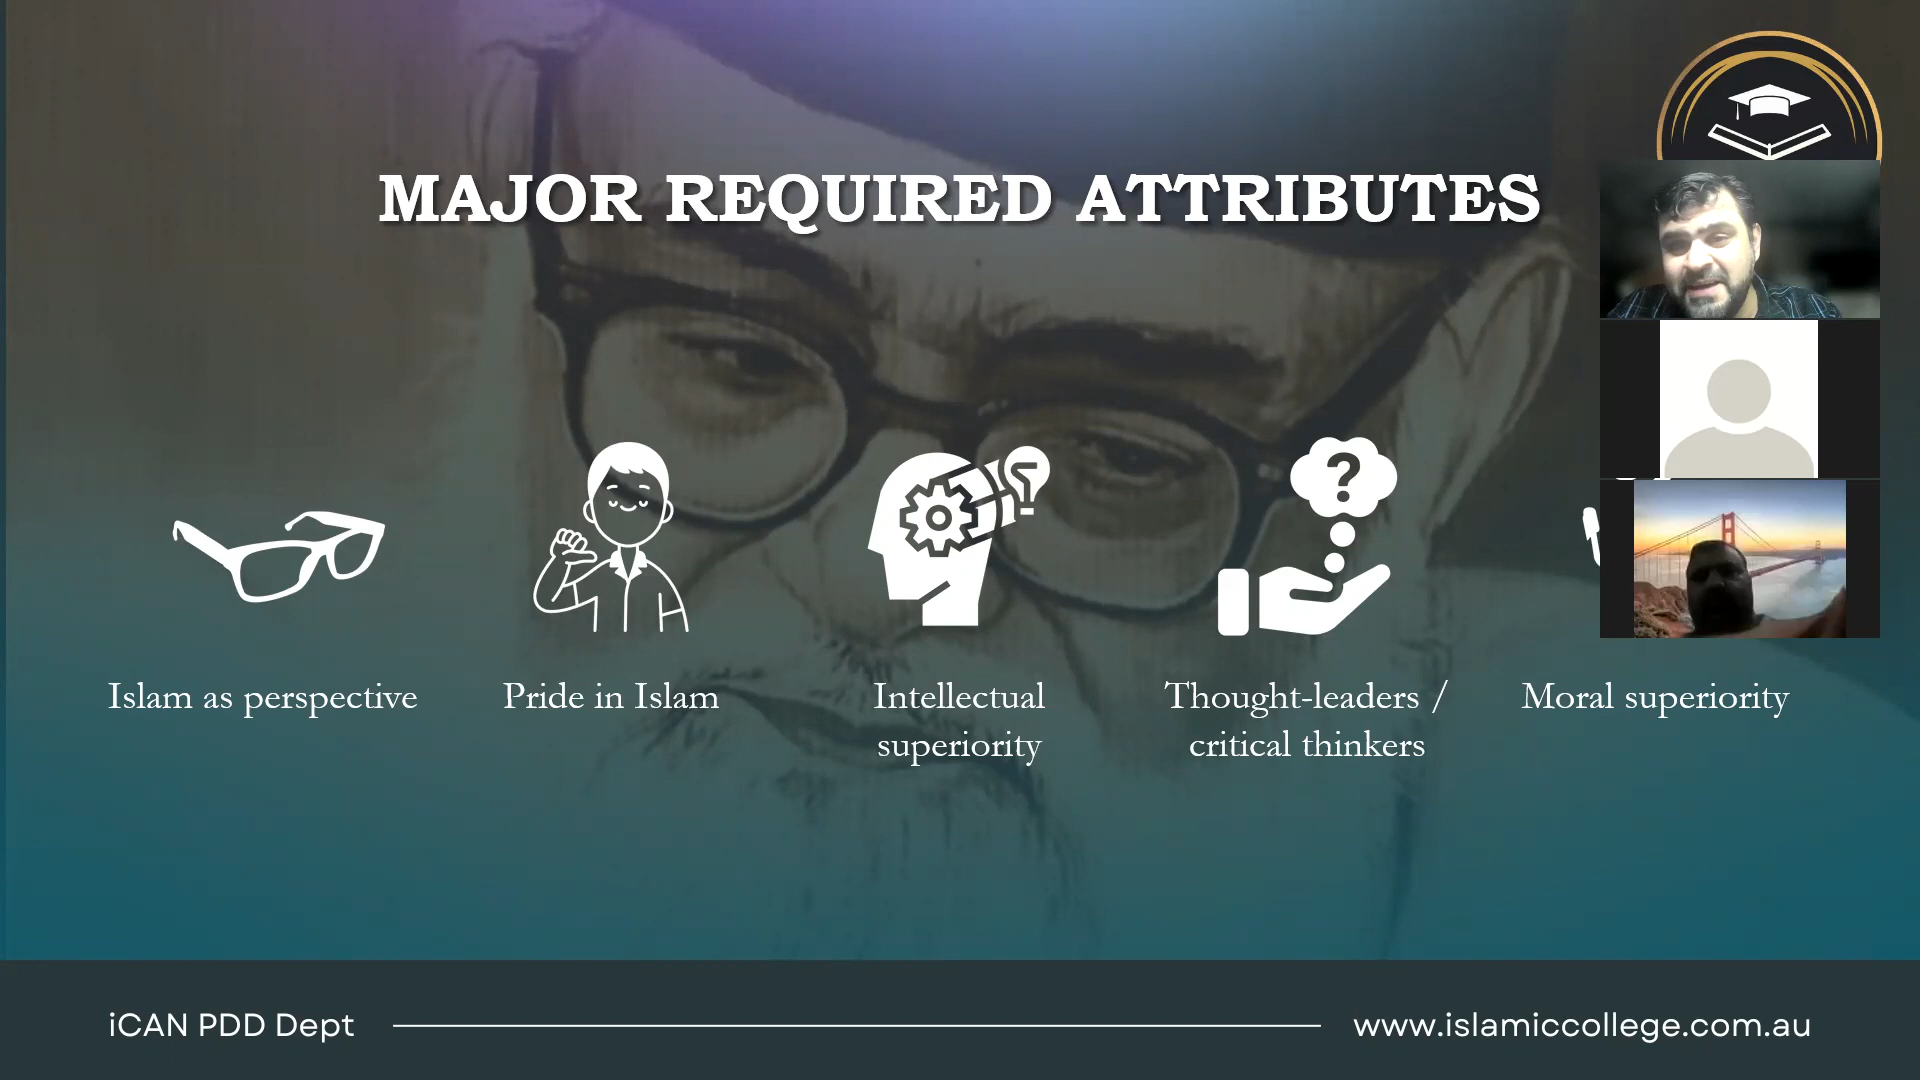 MAJOR REQUIRED ATTRIBUTES
Islam as perspective
Pride in Islam
Intellectual
superiority
Thought-leaders /
critical thinkers
Moral superiority
iCAN PDD Dept
www.islamiccollege.com.au